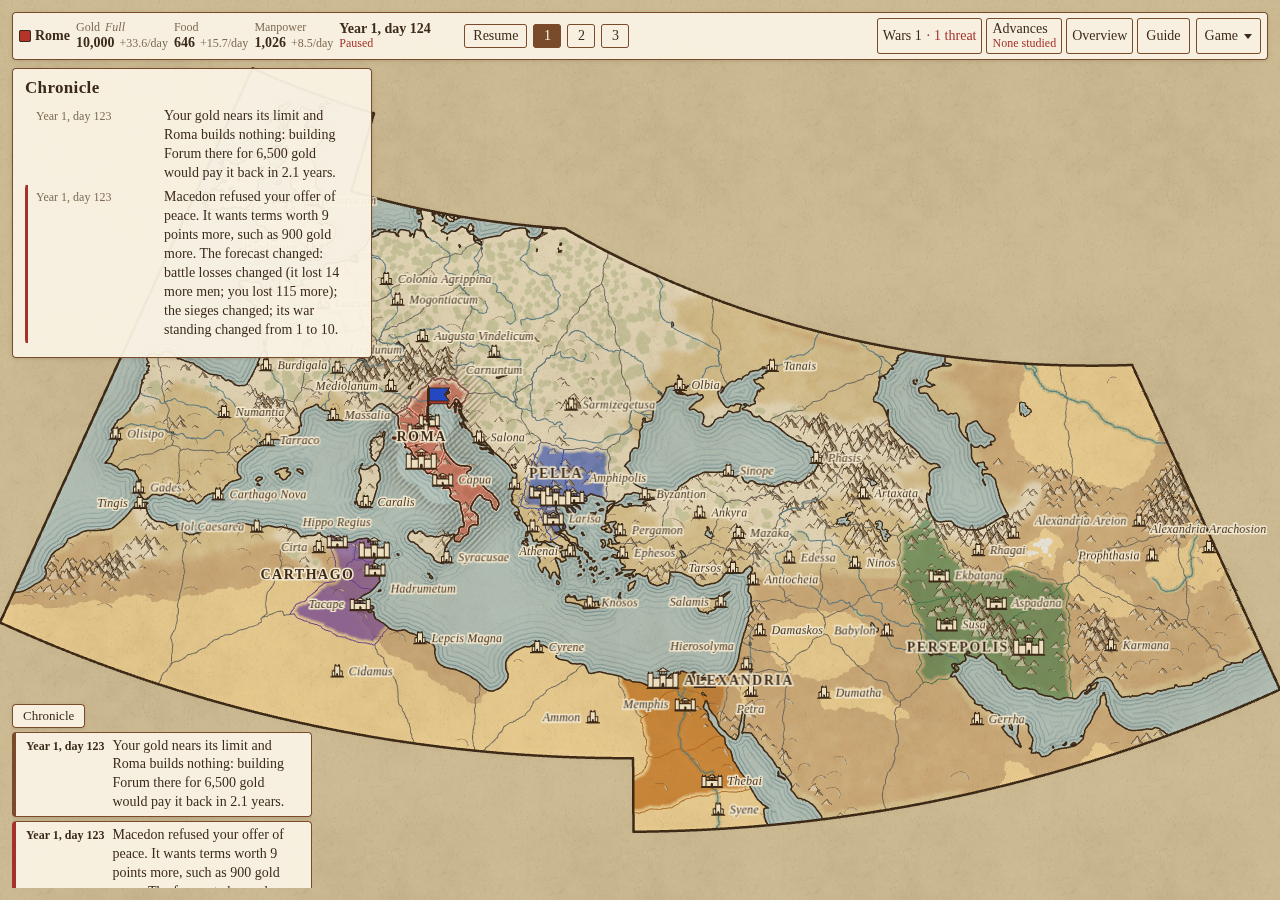 Rome
Gold Full
10,000 +33.6/day
Food
646 +15.7/day
Manpower
1,026 +8.5/day
Year 1, day 124
Paused
Resume
1
2
3
Wars 1 · 1 threat
Advances
None studied
Overview
Guide
Game
Chronicle
Year 1, day 123
Your gold nears its limit and
Roma builds nothing: building
Forum there for 6,500 gold
would pay it back in 2.1 years.
Year 1, day 123
Macedon refused your offer of
peace. It wants terms worth 9
points more, such as 900 gold
more. The forecast changed:
battle losses changed (it lost 14
more men; you lost 115 more);
the sieges changed; its war
standing changed from 1 to 10.
Colonia Agrippina
Mogontiacum
Augusta Vindelicum
Burdigala
Carnuntum
Tanais
Mediolanum
Olbia
Numantia
Massalia
Sarmizegetusa
Olisipo
Tarraco
ROMA
Salona
Phasis
PELLA
Amphipolis
Sinope
Capua
Gades
Carthago Nova
Byzantion
Artaxata
Tingis
Caralis
Ankyra
Iol Caesarea
Hippo Regius
Larisa
Pergamon
Mazaka
Alexandria Areion
Alexandria Arachosion
Cirta
Syracusae
Athenai
Ephesos
Edessa
Ninos
Rhagai
Prophthasia
CARTHAGO
Tarsos
Antiocheia
Ekbatana
Hadrumetum
Tacape
Knosos
Salamis
Aspadana
Lepcis Magna
Cyrene
Hierosolyma
Damaskos
Babylon
Susa
PERSEPOLIS
Karmana
Cidamus
ALEXANDRIA
Dumatha
Memphis
Petra
Ammon
Gerrha
Thebai
Syene
Chronicle
Year 1, day 123
Your gold nears its limit and
Roma builds nothing: building
Forum there for 6,500 gold
would pay it back in 2.1 years.
Year 1, day 123
Macedon refused your offer of
peace. It wants terms worth 9
points more, such as 900 gold